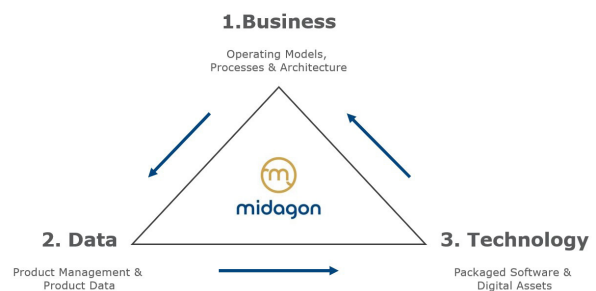 1.Business
Operating Models,
Processes & Architecture
m
midagon
2. Data
3. Technology
Product Management &
Product Data
Packaged Software &
Digital Assets